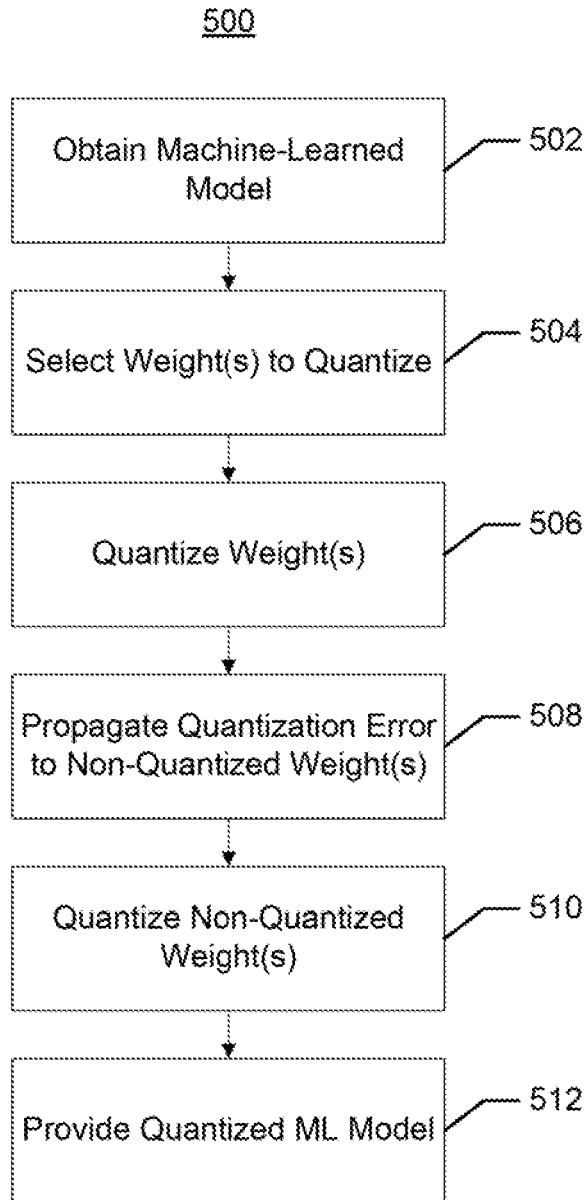 500
Obtain Machine-Learned
Model
502
Select Weight(s) to Quantize
504
Quantize Weight(s)
506
Propagate Quantization Error
to Non-Quantized Weight(s)
508
Quantize Non-Quantized
Weight(s)
510
Provide Quantized ML Model
512